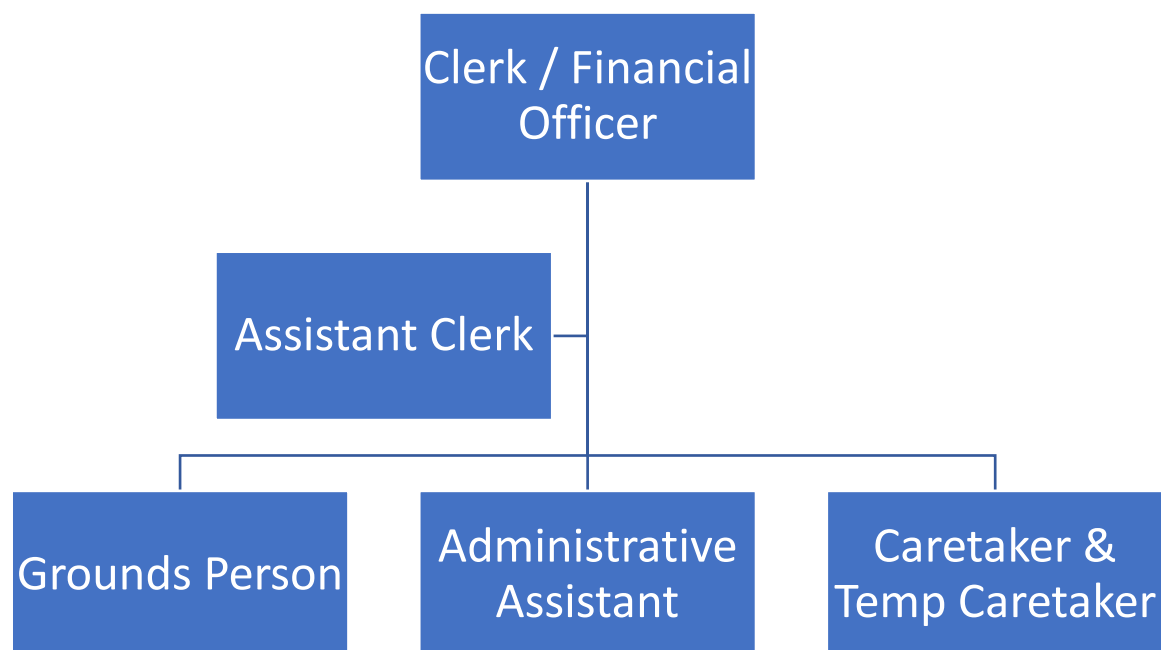 Clerk / Financial
Officer
Assistant Clerk
Grounds Person
Administrative
Assistant
Caretaker &
Temp Caretaker